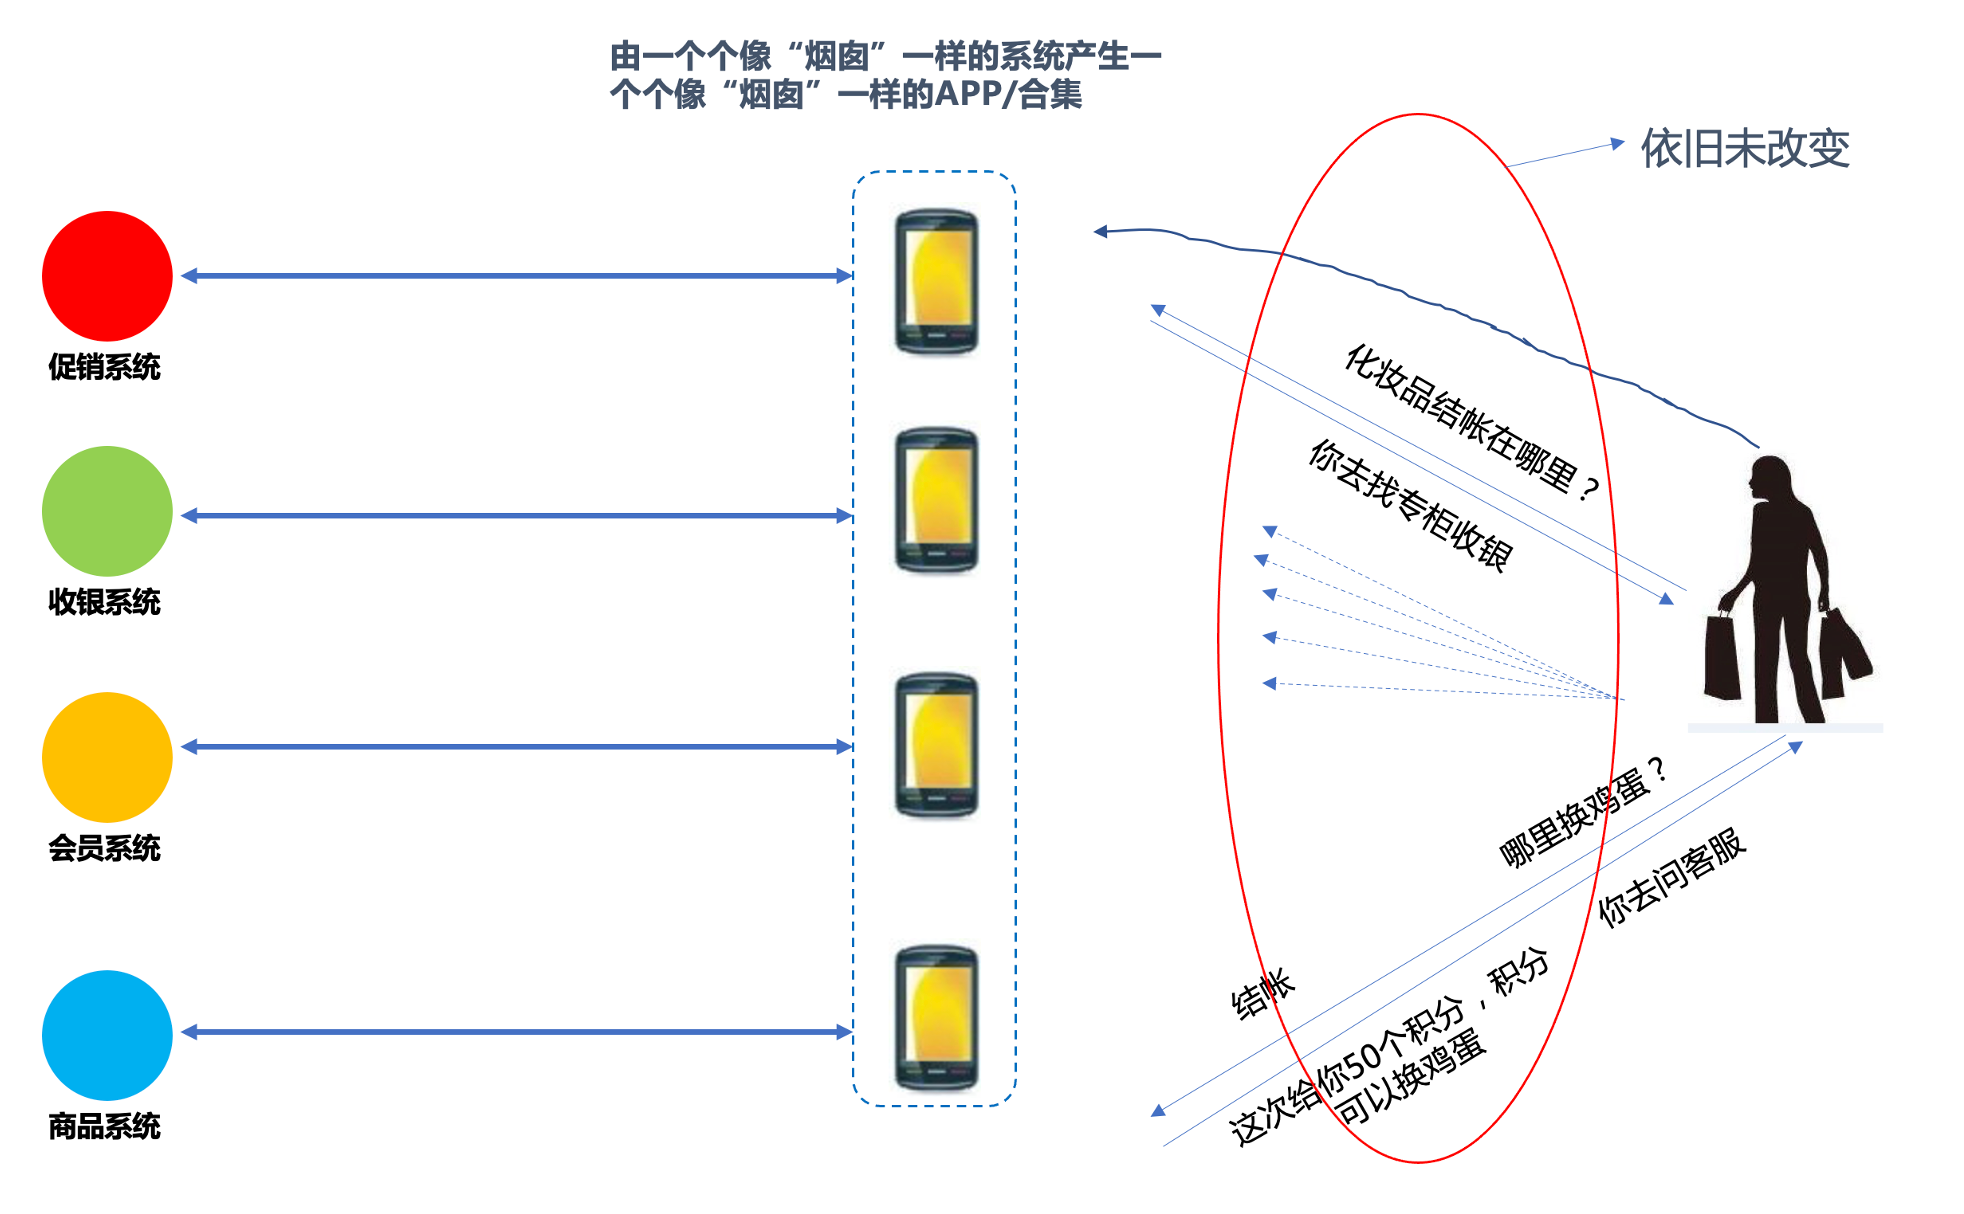 由一个个像“烟囱”一样的系统产生一
个个像“烟囱”一样的APP/合集
依旧未改变
促销系统
化妆品结帐在哪里？
你去找专柜收银
收银系统
会员系统
哪里换鸡蛋？
你去问客服
结帐
这次给你50个积分，积分
可以换鸡蛋
商品系统